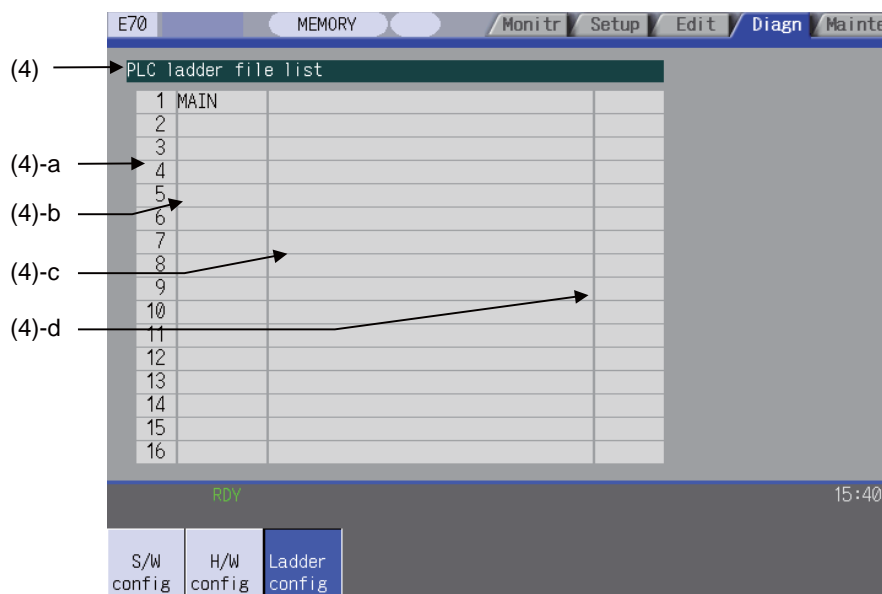 E70 MEMORY Monitr Setup Edit Diagn Mainte
(4) PLC ladder file list
1 MAIN
2
3
(4)-a 4
5
(4)-b 6
7
(4)-c 8
9
10
(4)-d 11
12
13
14
15
16
RDY 15:40
S/W H/W Ladder
config config config